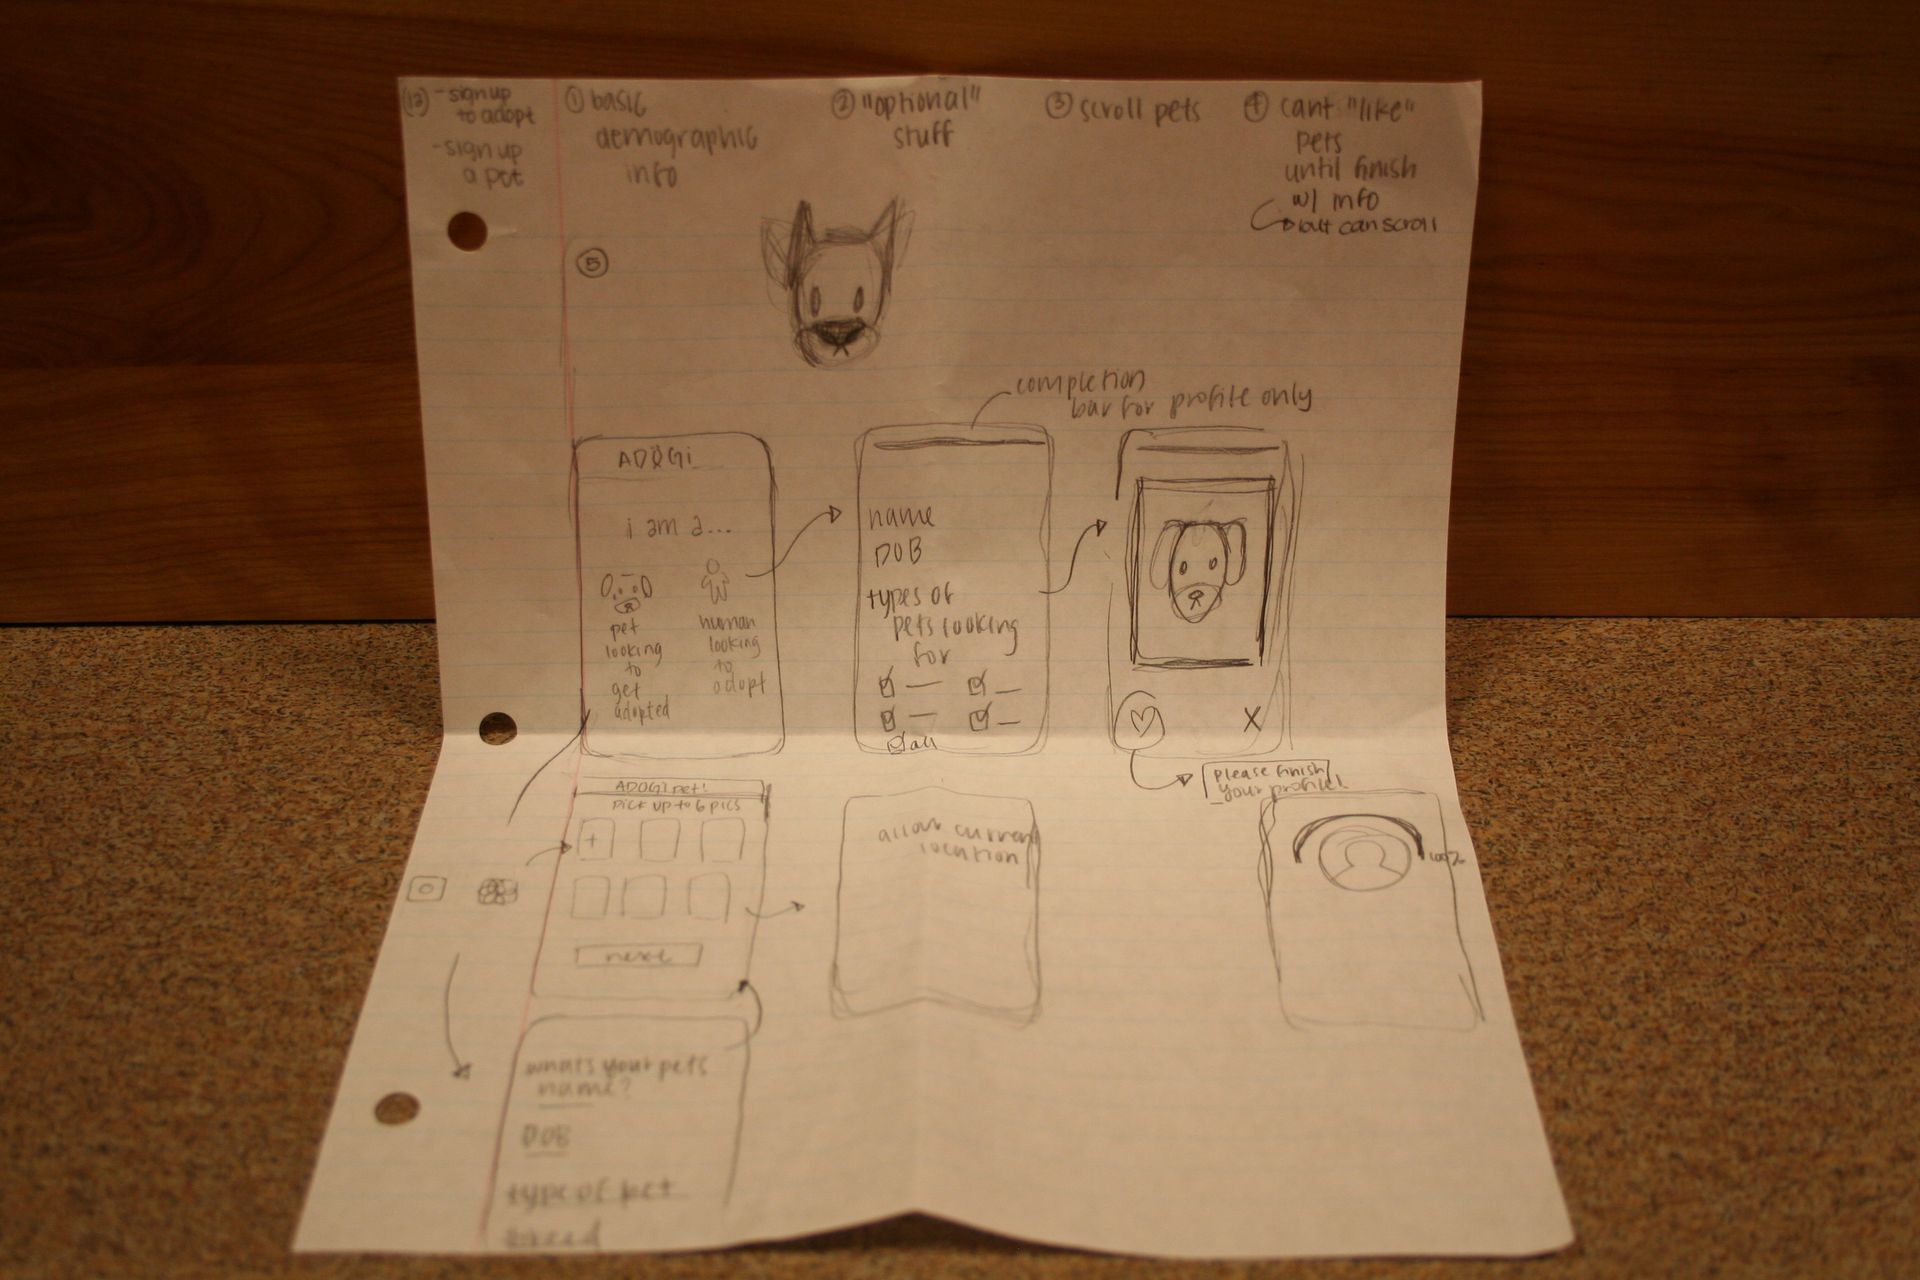 (12) - sign up
to adopt
- sign up
a pet
① basic
demographic
info
② "optional"
stuff
③ scroll pets
④ cant "like"
pets
until finish
w/ info
but can scroll
⑤
completion
bar for profile only
ADOGi
i am a...
pet
looking
to
get
adopted
human
looking
to
adopt
name
DOB
types of
pets looking
for
all
please finish
your profile!
ADOGI pet!
pick up to 6 pics
+
next
allow current
location
100%
whats your pets
name?
DOB
type of pet
breed